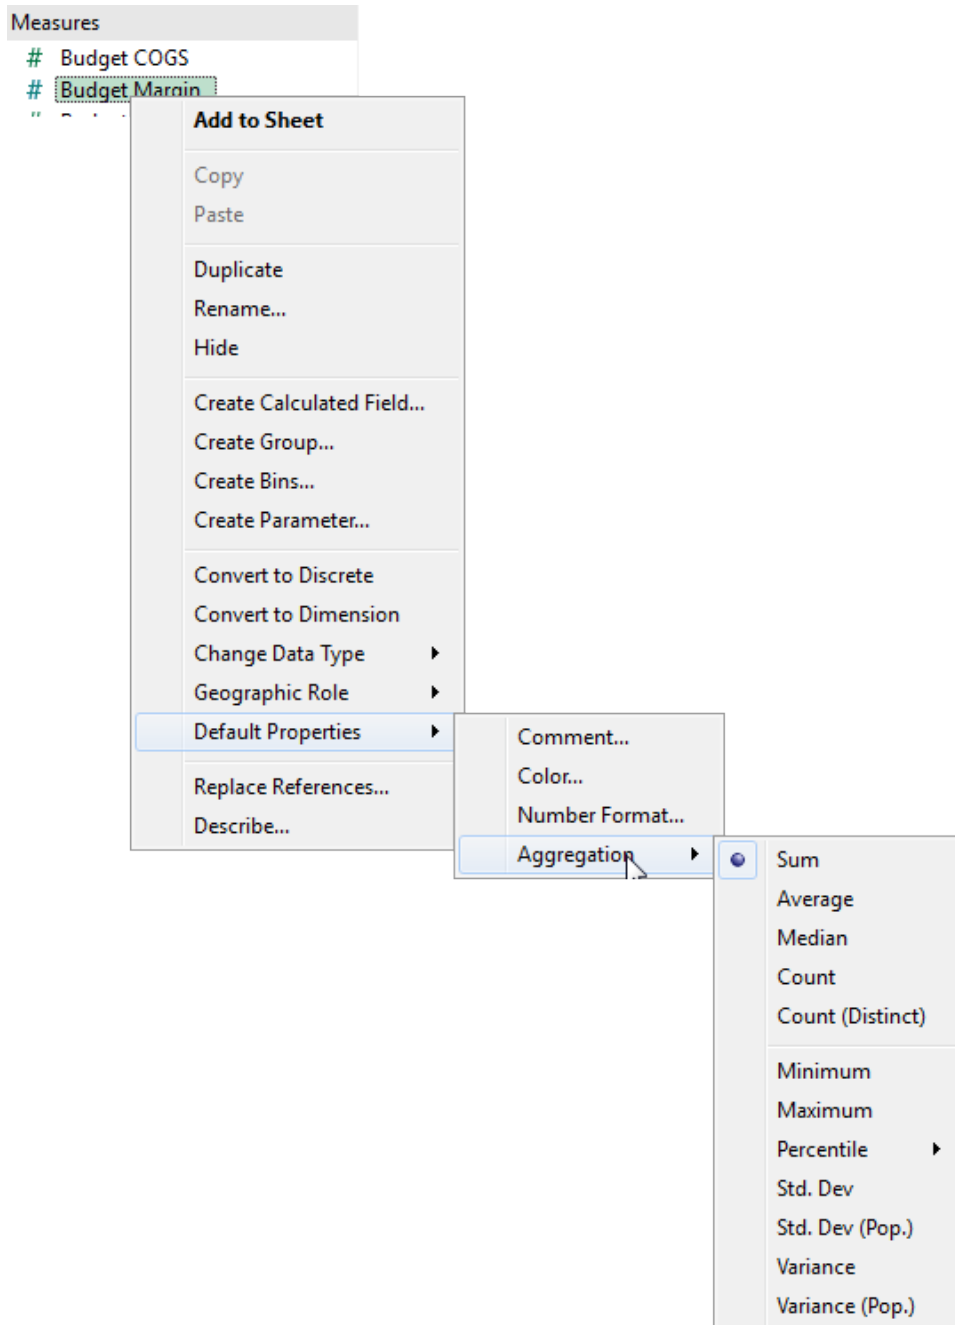 Measures
# Budget COGS
# Budget Margin
Add to Sheet
Copy
Paste
Duplicate
Rename...
Hide
Create Calculated Field...
Create Group...
Create Bins...
Create Parameter...
Convert to Discrete
Convert to Dimension
Change Data Type
Geographic Role
Default Properties
Replace References...
Describe...
Comment...
Color...
Number Format...
Aggregation
Sum
Average
Median
Count
Count (Distinct)
Minimum
Maximum
Percentile
Std. Dev
Std. Dev (Pop.)
Variance
Variance (Pop.)